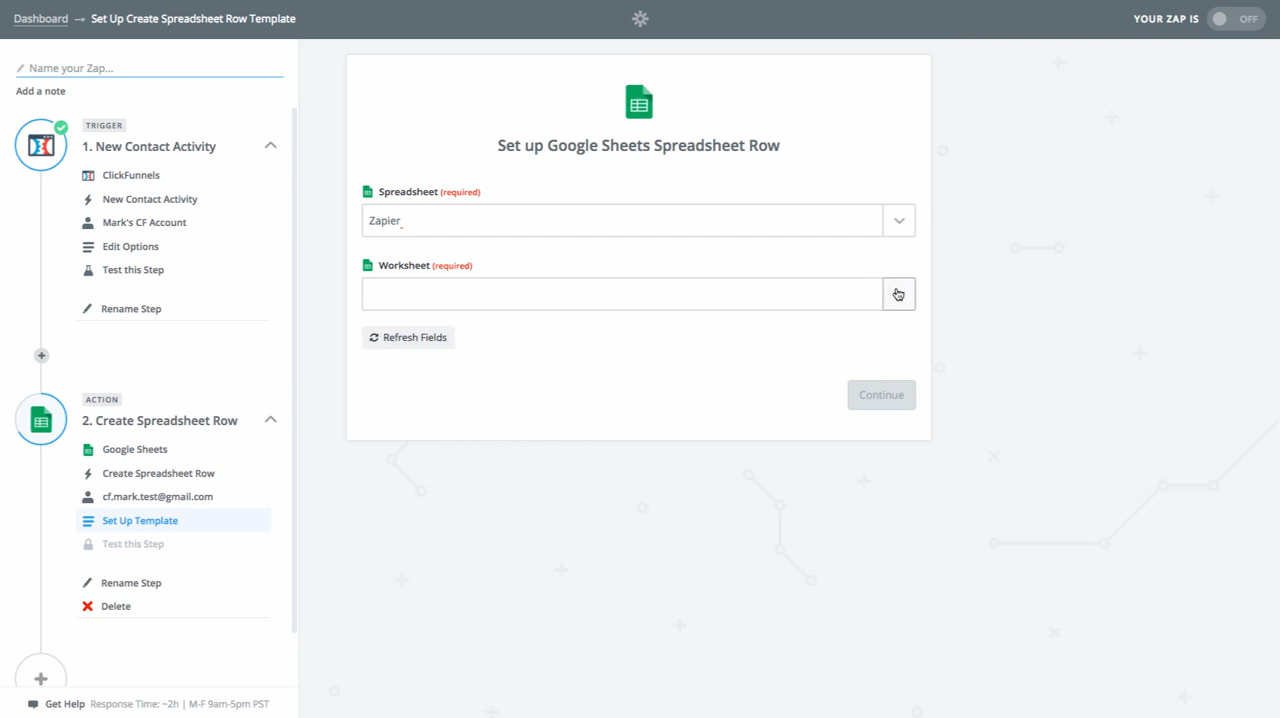 Dashboard → Set Up Create Spreadsheet Row Template
YOUR ZAP IS OFF
Name your Zap...
Add a note
TRIGGER
1. New Contact Activity
ClickFunnels
New Contact Activity
Mark's CF Account
Edit Options
Test this Step
Rename Step
ACTION
2. Create Spreadsheet Row
Google Sheets
Create Spreadsheet Row
cf.mark.test@gmail.com
Set Up Template
Test this Step
Rename Step
Delete
Get Help Response Time: ~2h | M-F 9am-5pm PST
Set up Google Sheets Spreadsheet Row
Spreadsheet (required)
Zapier_
Worksheet (required)
Refresh Fields
Continue